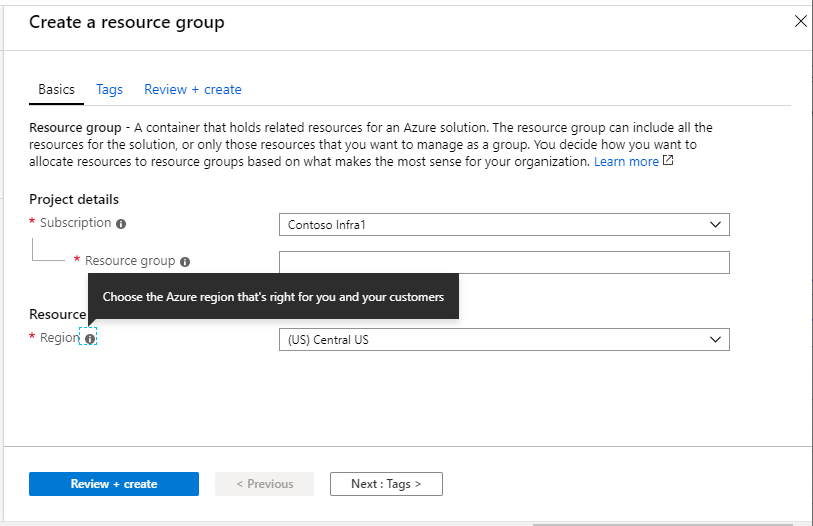 Create a resource group
Basics Tags Review + create
Resource group - A container that holds related resources for an Azure solution. The resource group can include all the
resources for the solution, or only those resources that you want to manage as a group. You decide how you want to
allocate resources to resource groups based on what makes the most sense for your organization. Learn more
Project details
* Subscription Contoso Infra1
* Resource group
Choose the Azure region that's right for you and your customers
Resource
* Region (US) Central US
Review + create < Previous Next : Tags >